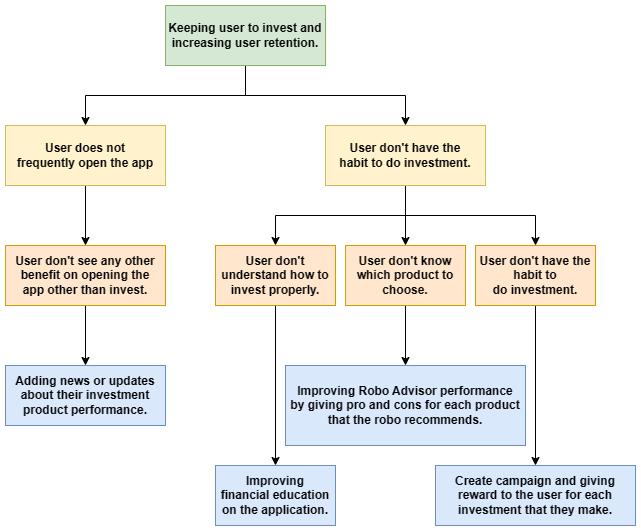 Keeping user to invest and
increasing user retention.
User does not
frequently open the app
User don't have the
habit to do investment.
User don't see any other
benefit on opening the
app other than invest.
User don't
understand how to
invest properly.
User don't know
which product to
choose.
User don't have the
habit to
do investment.
Adding news or updates
about their investment
product performance.
Improving Robo Advisor performance
by giving pro and cons for each product
that the robo recommends.
Improving
financial education
on the application.
Create campaign and giving
reward to the user for each
investment that they make.